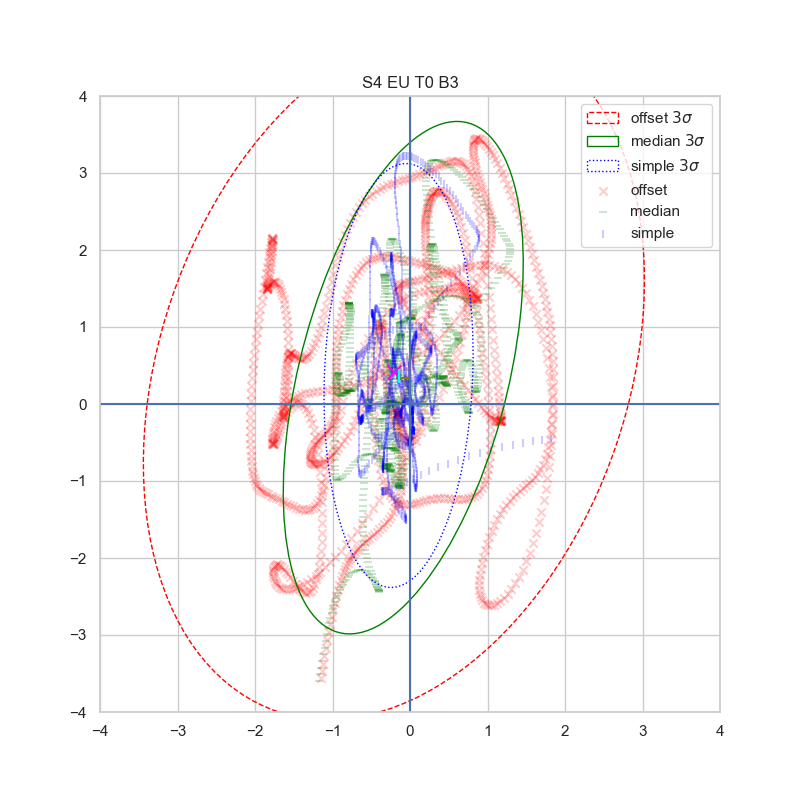 S4 EU T0 B3
offset 3σ
median 3σ
simple 3σ
offset
median
simple
4
3
2
1
0
−1
−2
−3
−4
−4 −3 −2 −1 0 1 2 3 4